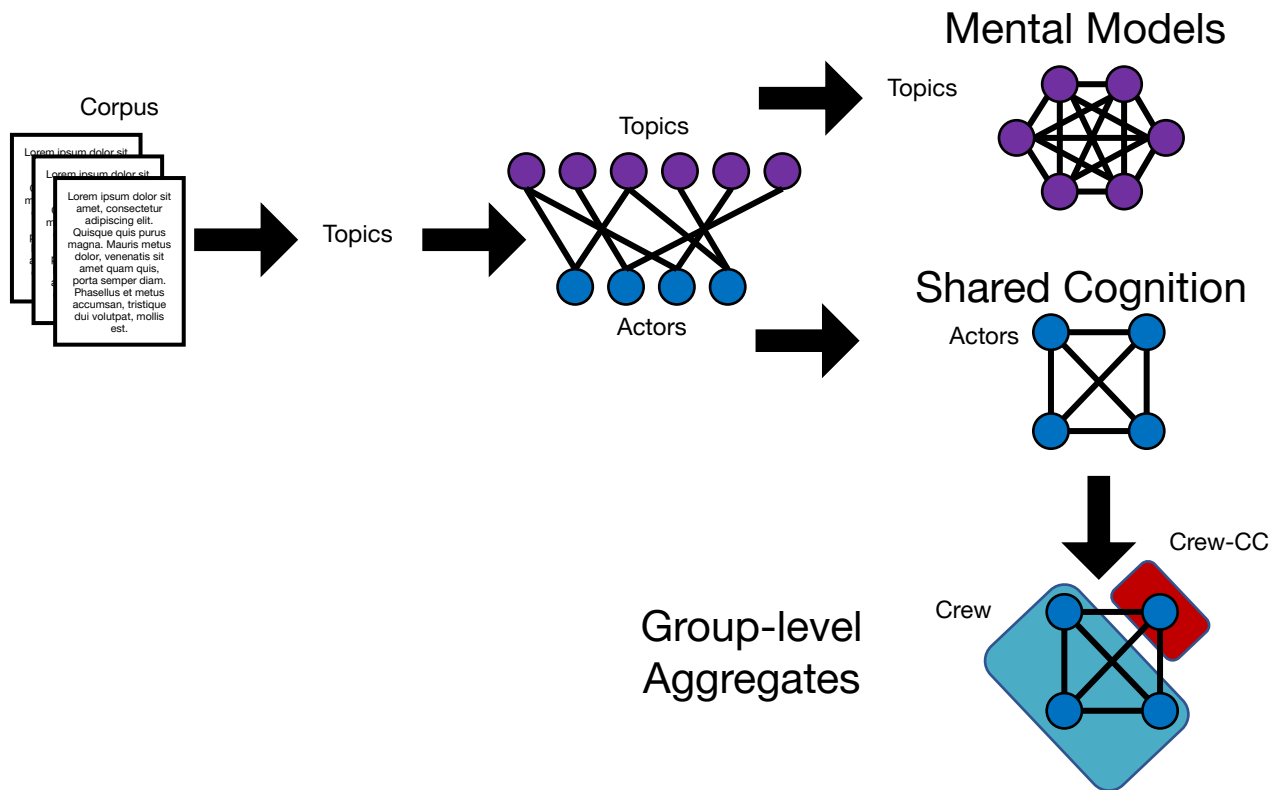 Mental Models
Topics
Corpus
Topics
Lorem ipsum dolor sit
Lorem ipsum dolor sit
Lorem ipsum dolor sit
amet, consectetur
adipiscing elit.
Quisque quis purus
magna. Mauris metus
dolor, venenatis sit
amet quam quis,
porta semper diam.
Phasellus et metus
accumsan, tristique
dui volutpat, mollis
est.
Topics
Actors
Shared Cognition
Actors
Crew-CC
Crew
Group-level
Aggregates